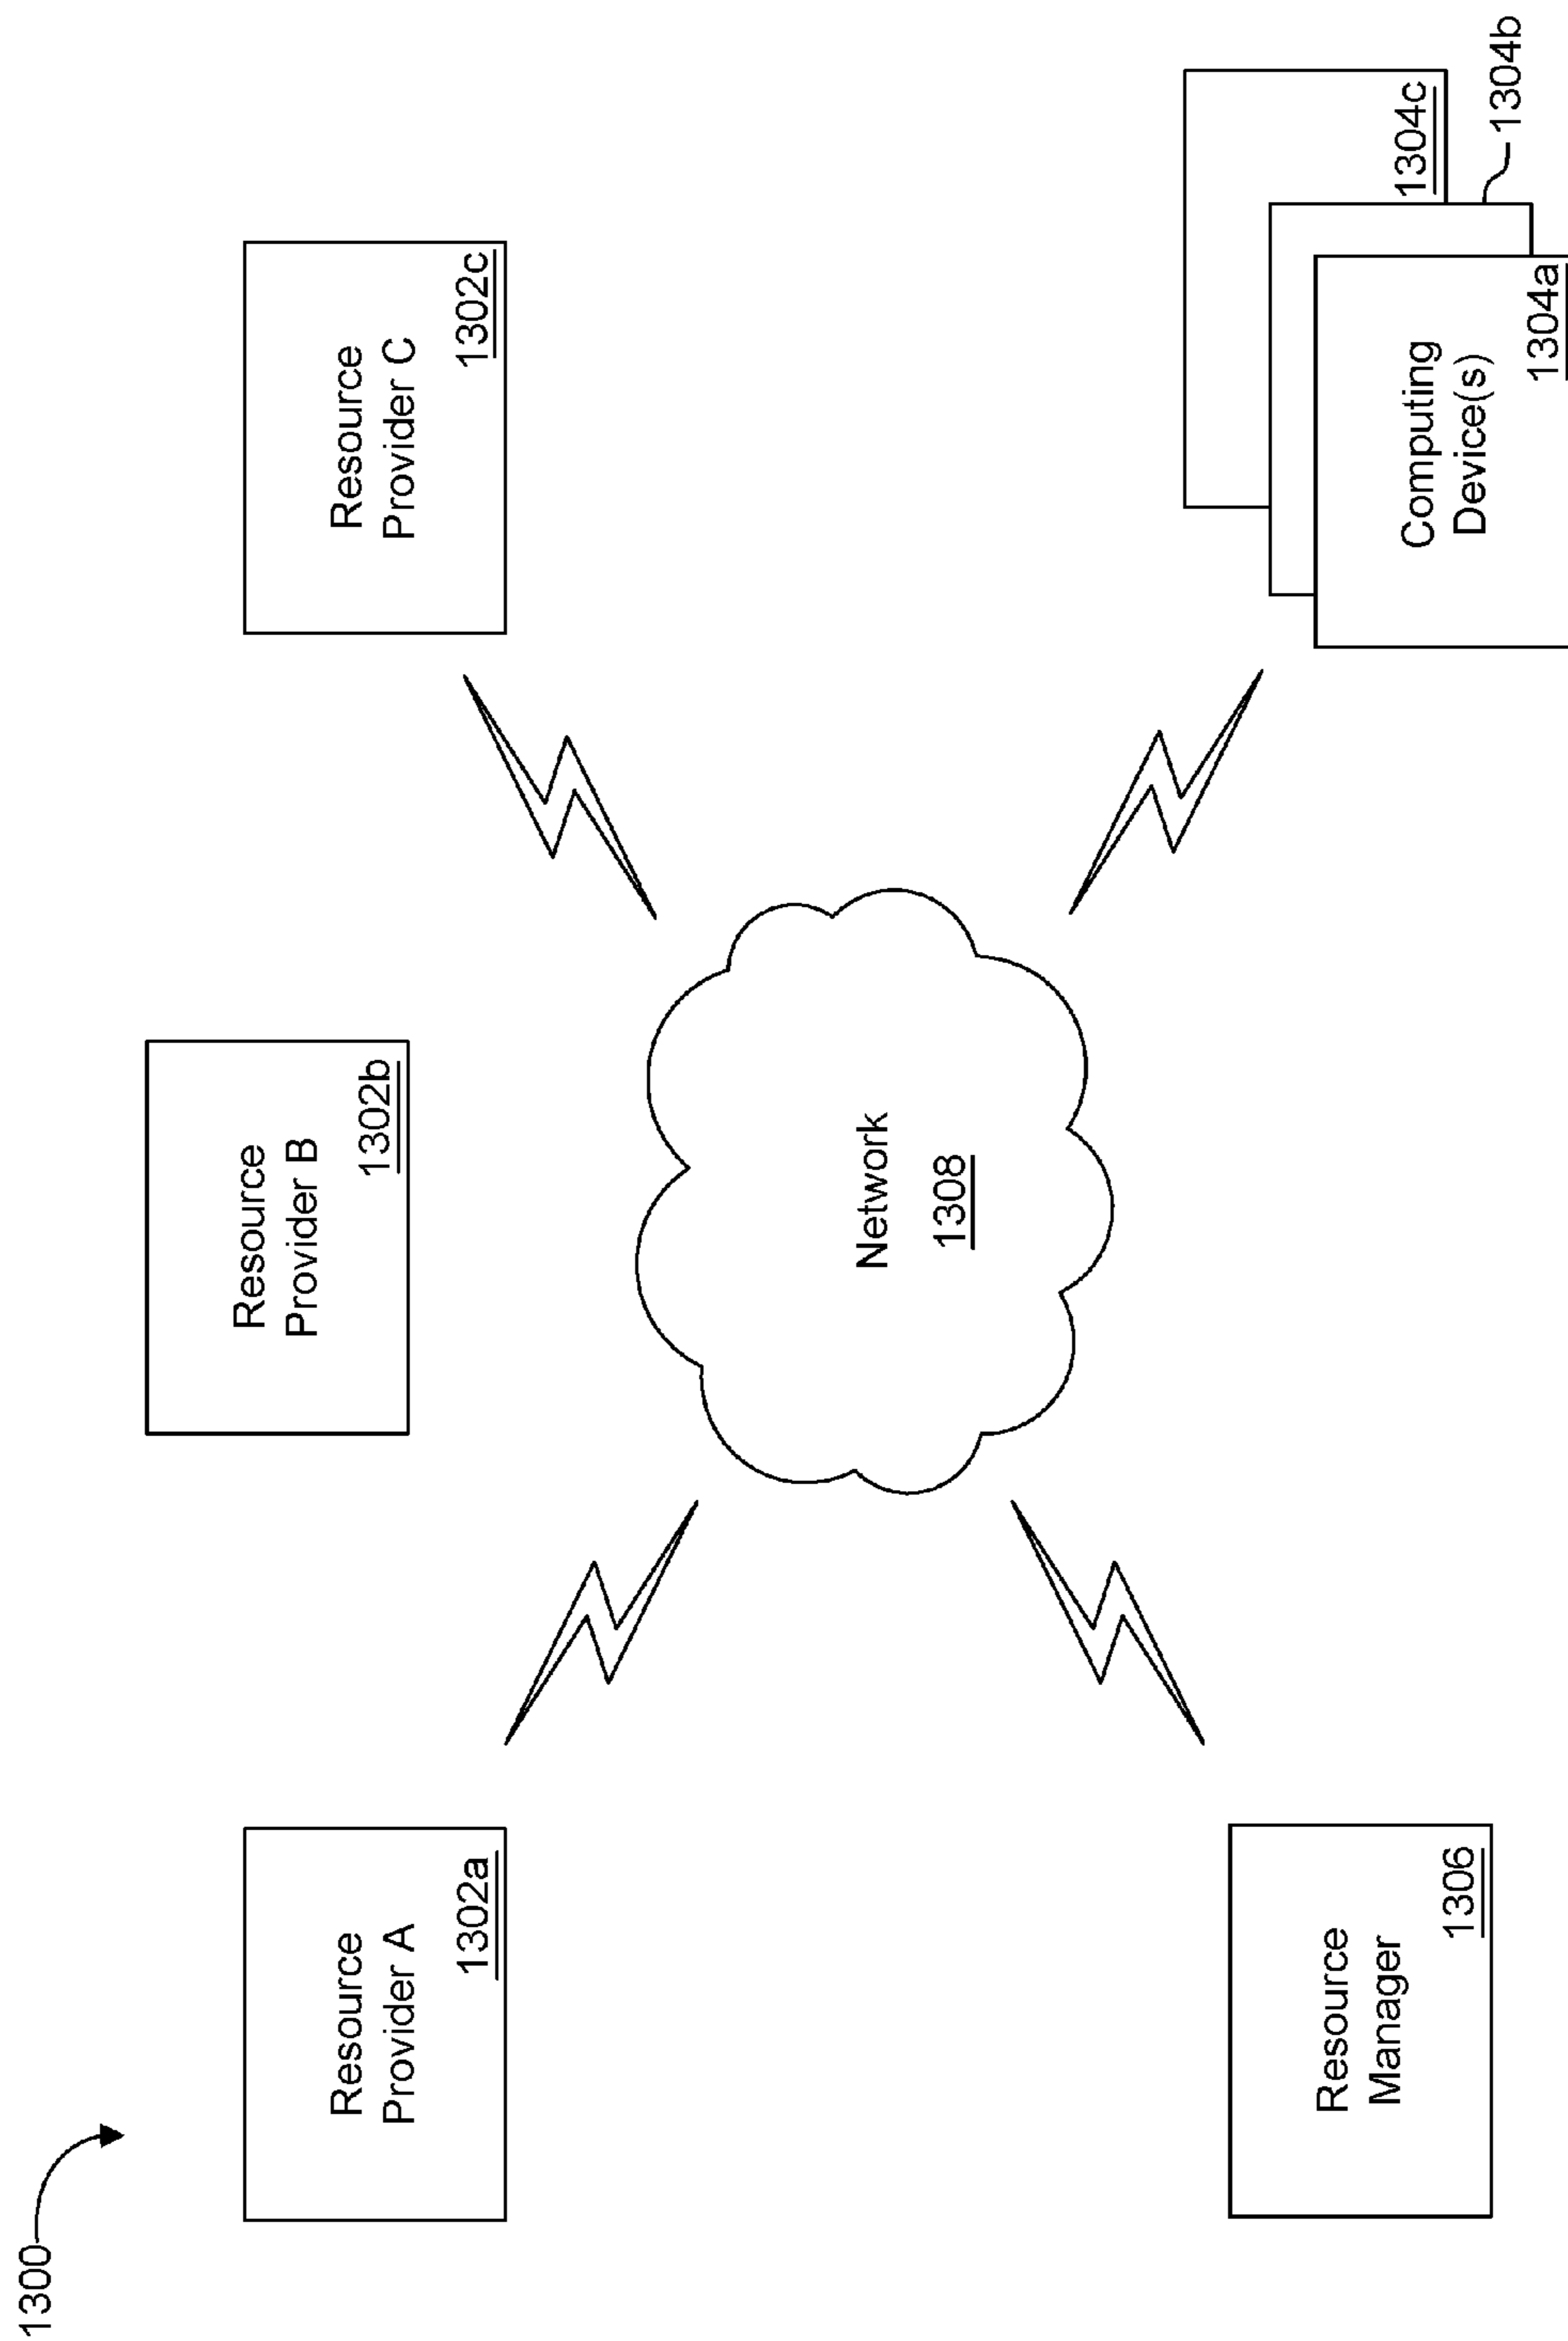 1300
Resource
Provider B
1302b
Resource
Provider A
1302a
Resource
Provider C
1302c
Network
1308
Resource
Manager
1306
Computing
Device(s)
1304a
1304b
1304c